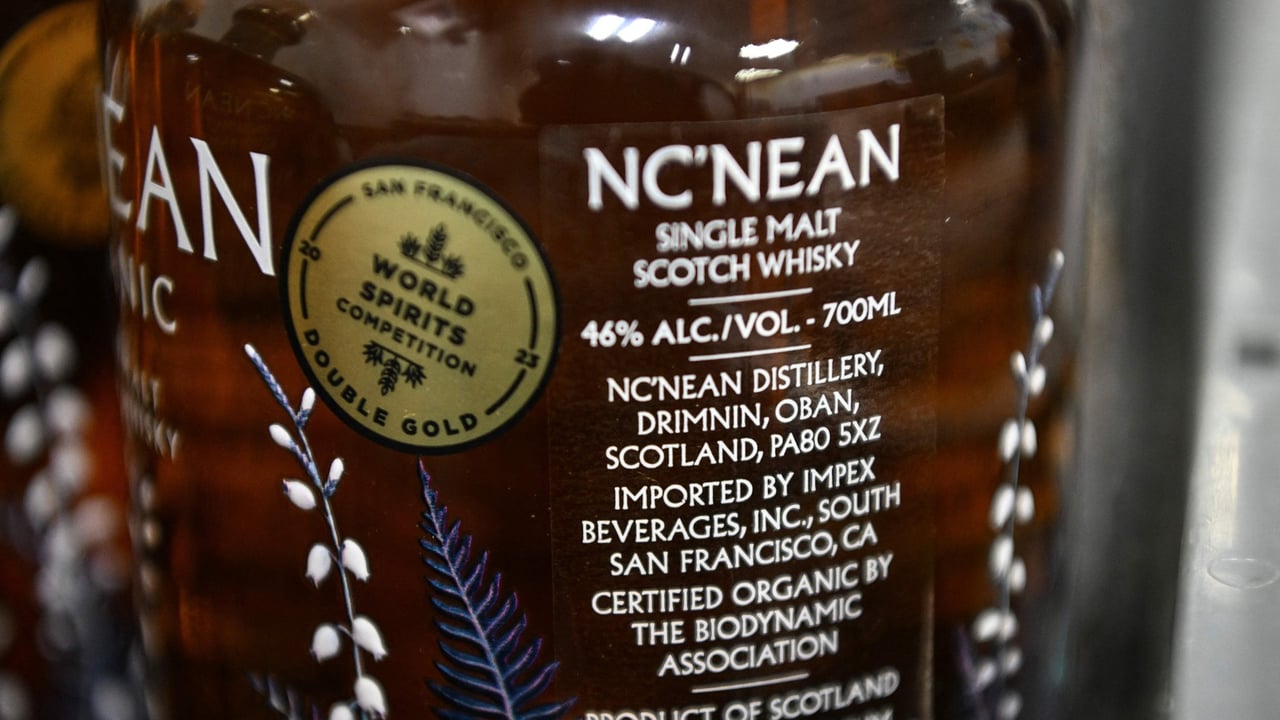 EAN
NIC
SAN FRANCISCO
20
WORLD
SPIRITS
COMPETITION
23
DOUBLE GOLD
NC'NEAN
SINGLE MALT
SCOTCH WHISKY
46% ALC./VOL. - 700ML
NC'NEAN DISTILLERY,
DRIMNIN, OBAN,
SCOTLAND, PA80 5XZ
IMPORTED BY IMPEX
BEVERAGES, INC., SOUTH
SAN FRANCISCO, CA
CERTIFIED ORGANIC BY
THE BIODYNAMIC
ASSOCIATION
PRODUCT OF SCOTLAND